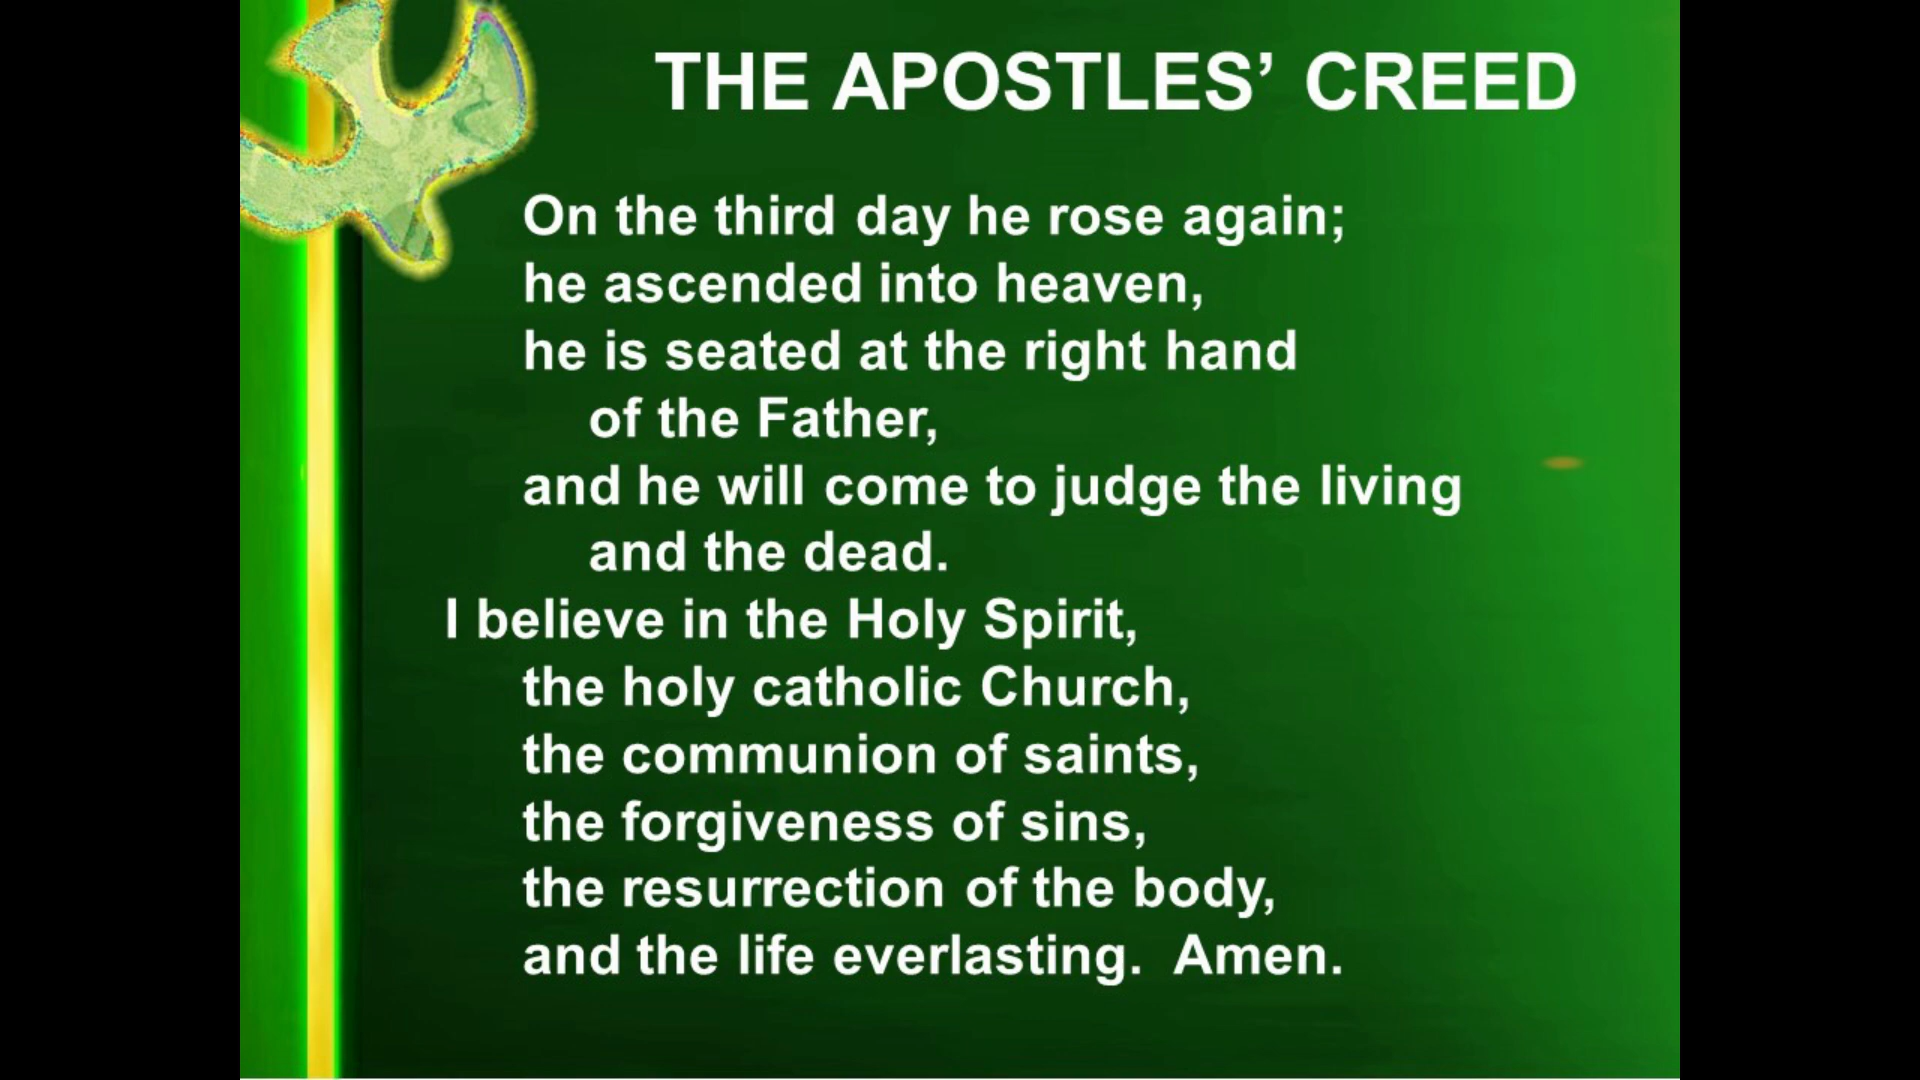 THE APOSTLES’ CREED
On the third day he rose again;
he ascended into heaven,
he is seated at the right hand
of the Father,
and he will come to judge the living
and the dead.
I believe in the Holy Spirit,
the holy catholic Church,
the communion of saints,
the forgiveness of sins,
the resurrection of the body,
and the life everlasting.  Amen.